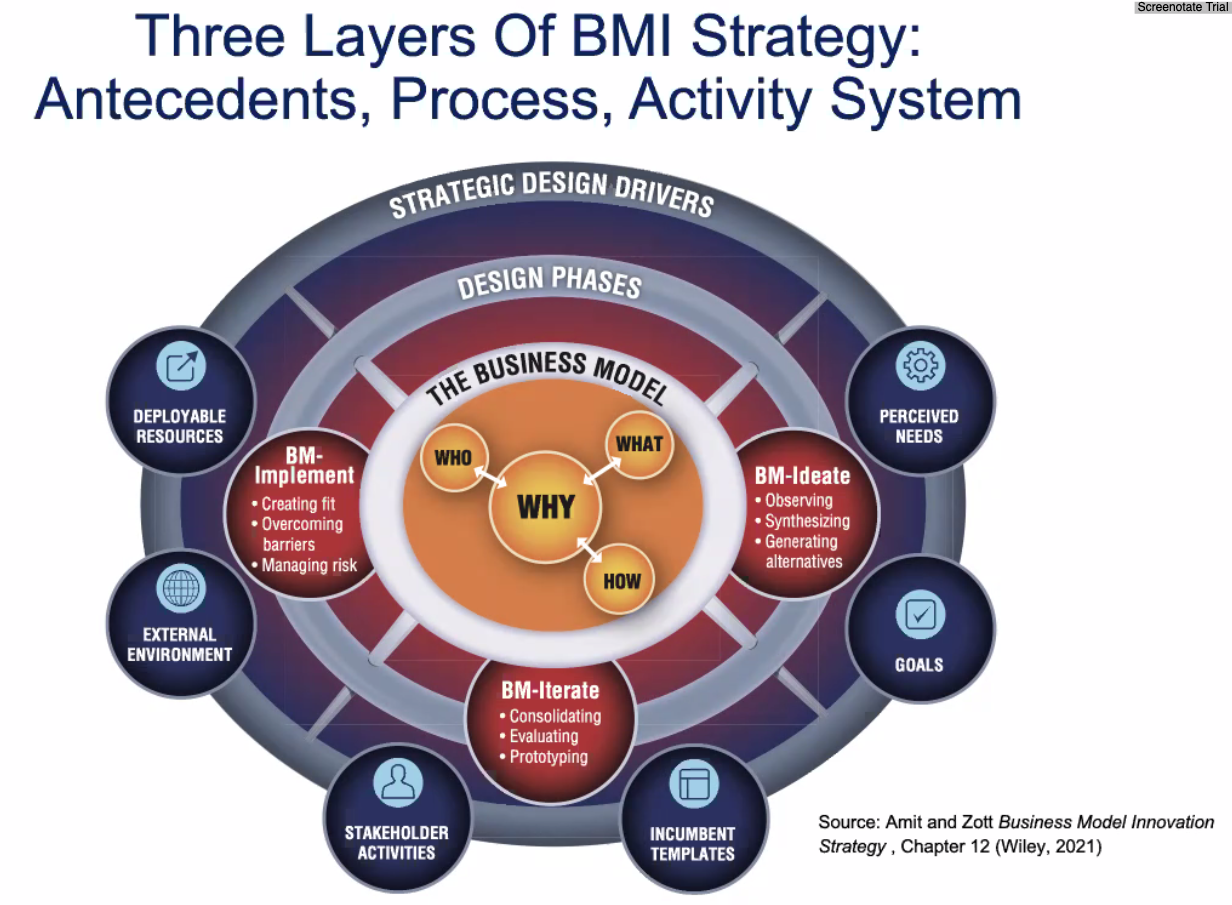 Screenotate Trial
Three Layers Of BMI Strategy:
Antecedents, Process, Activity System
STRATEGIC DESIGN DRIVERS
DESIGN PHASES
THE BUSINESS MODEL
WHO
WHAT
WHY
HOW
DEPLOYABLE
RESOURCES
PERCEIVED
NEEDS
BM-
Implement
• Creating fit
• Overcoming
barriers
• Managing risk
BM-Ideate
• Observing
• Synthesizing
• Generating
alternatives
EXTERNAL
ENVIRONMENT
GOALS
BM-Iterate
• Consolidating
• Evaluating
• Prototyping
STAKEHOLDER
ACTIVITIES
INCUMBENT
TEMPLATES
Source: Amit and Zott Business Model Innovation
Strategy , Chapter 12 (Wiley, 2021)